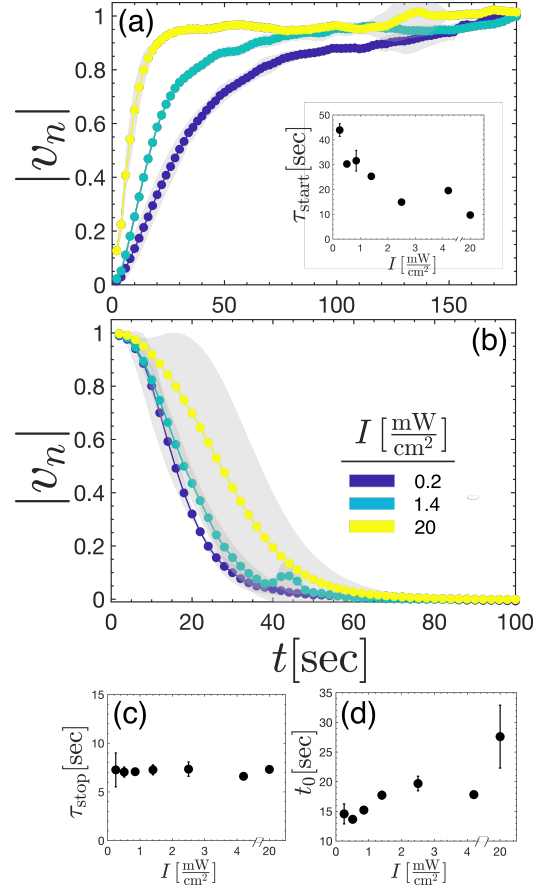 (a)
1
0.8
0.6
0.4
0.2
0
|v_n|
0 50 100 150
50
40
30
20
10
0
τ_start[sec]
0 1 2 3 4 20
I [mW/cm²]
(b)
1
0.8
0.6
0.4
0.2
0
|v_n|
I [mW/cm²]
0.2
1.4
20
0 20 40 60 80 100
t[sec]
(c)
15
10
5
0
τ_stop[sec]
0 1 2 3 4 20
I [mW/cm²]
(d)
35
30
25
20
15
10
t_0[sec]
0 1 2 3 4 20
I [mW/cm²]